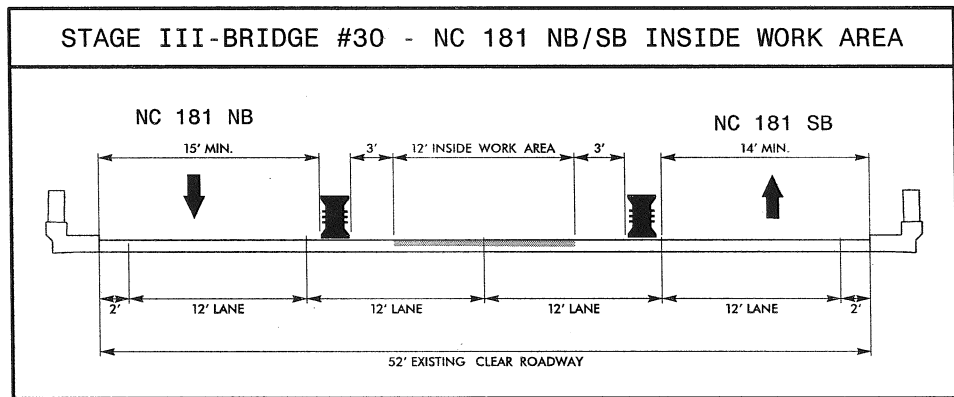 STAGE III-BRIDGE #30 - NC 181 NB/SB INSIDE WORK AREA
NC 181 NB
NC 181 SB
15' MIN.
3'
12' INSIDE WORK AREA
3'
14' MIN.
2'
12' LANE
12' LANE
12' LANE
12' LANE
2'
52' EXISTING CLEAR ROADWAY